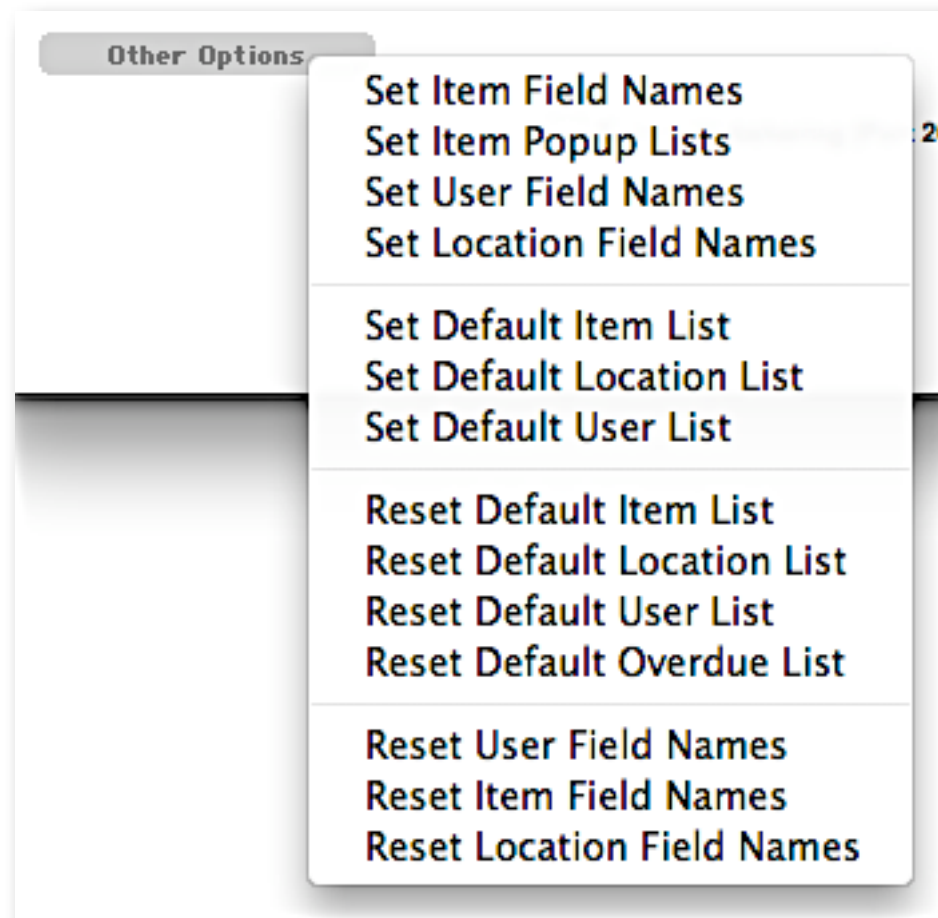 Other Options
Set Item Field Names
Set Item Popup Lists
Set User Field Names
Set Location Field Names
Set Default Item List
Set Default Location List
Set Default User List
Reset Default Item List
Reset Default Location List
Reset Default User List
Reset Default Overdue List
Reset User Field Names
Reset Item Field Names
Reset Location Field Names